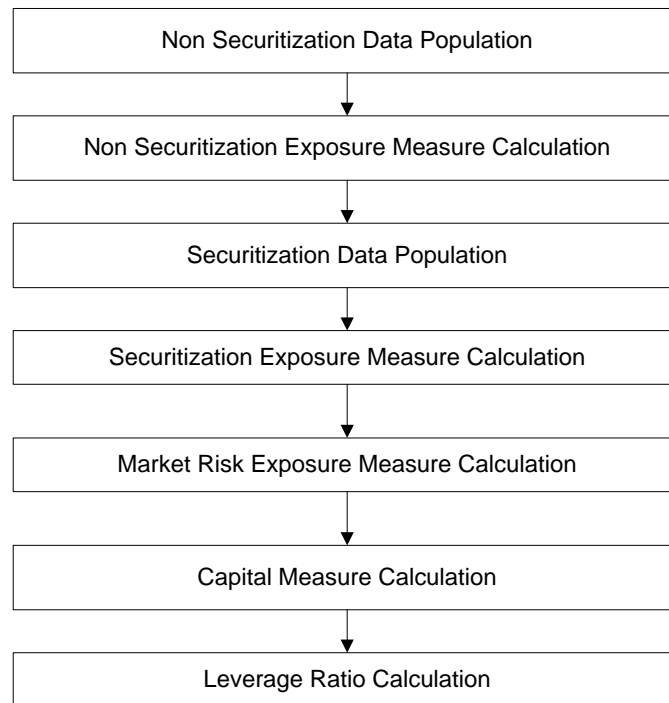 Non Securitization Data Population
Non Securitization Exposure Measure Calculation
Securitization Data Population
Securitization Exposure Measure Calculation
Market Risk Exposure Measure Calculation
Capital Measure Calculation
Leverage Ratio Calculation